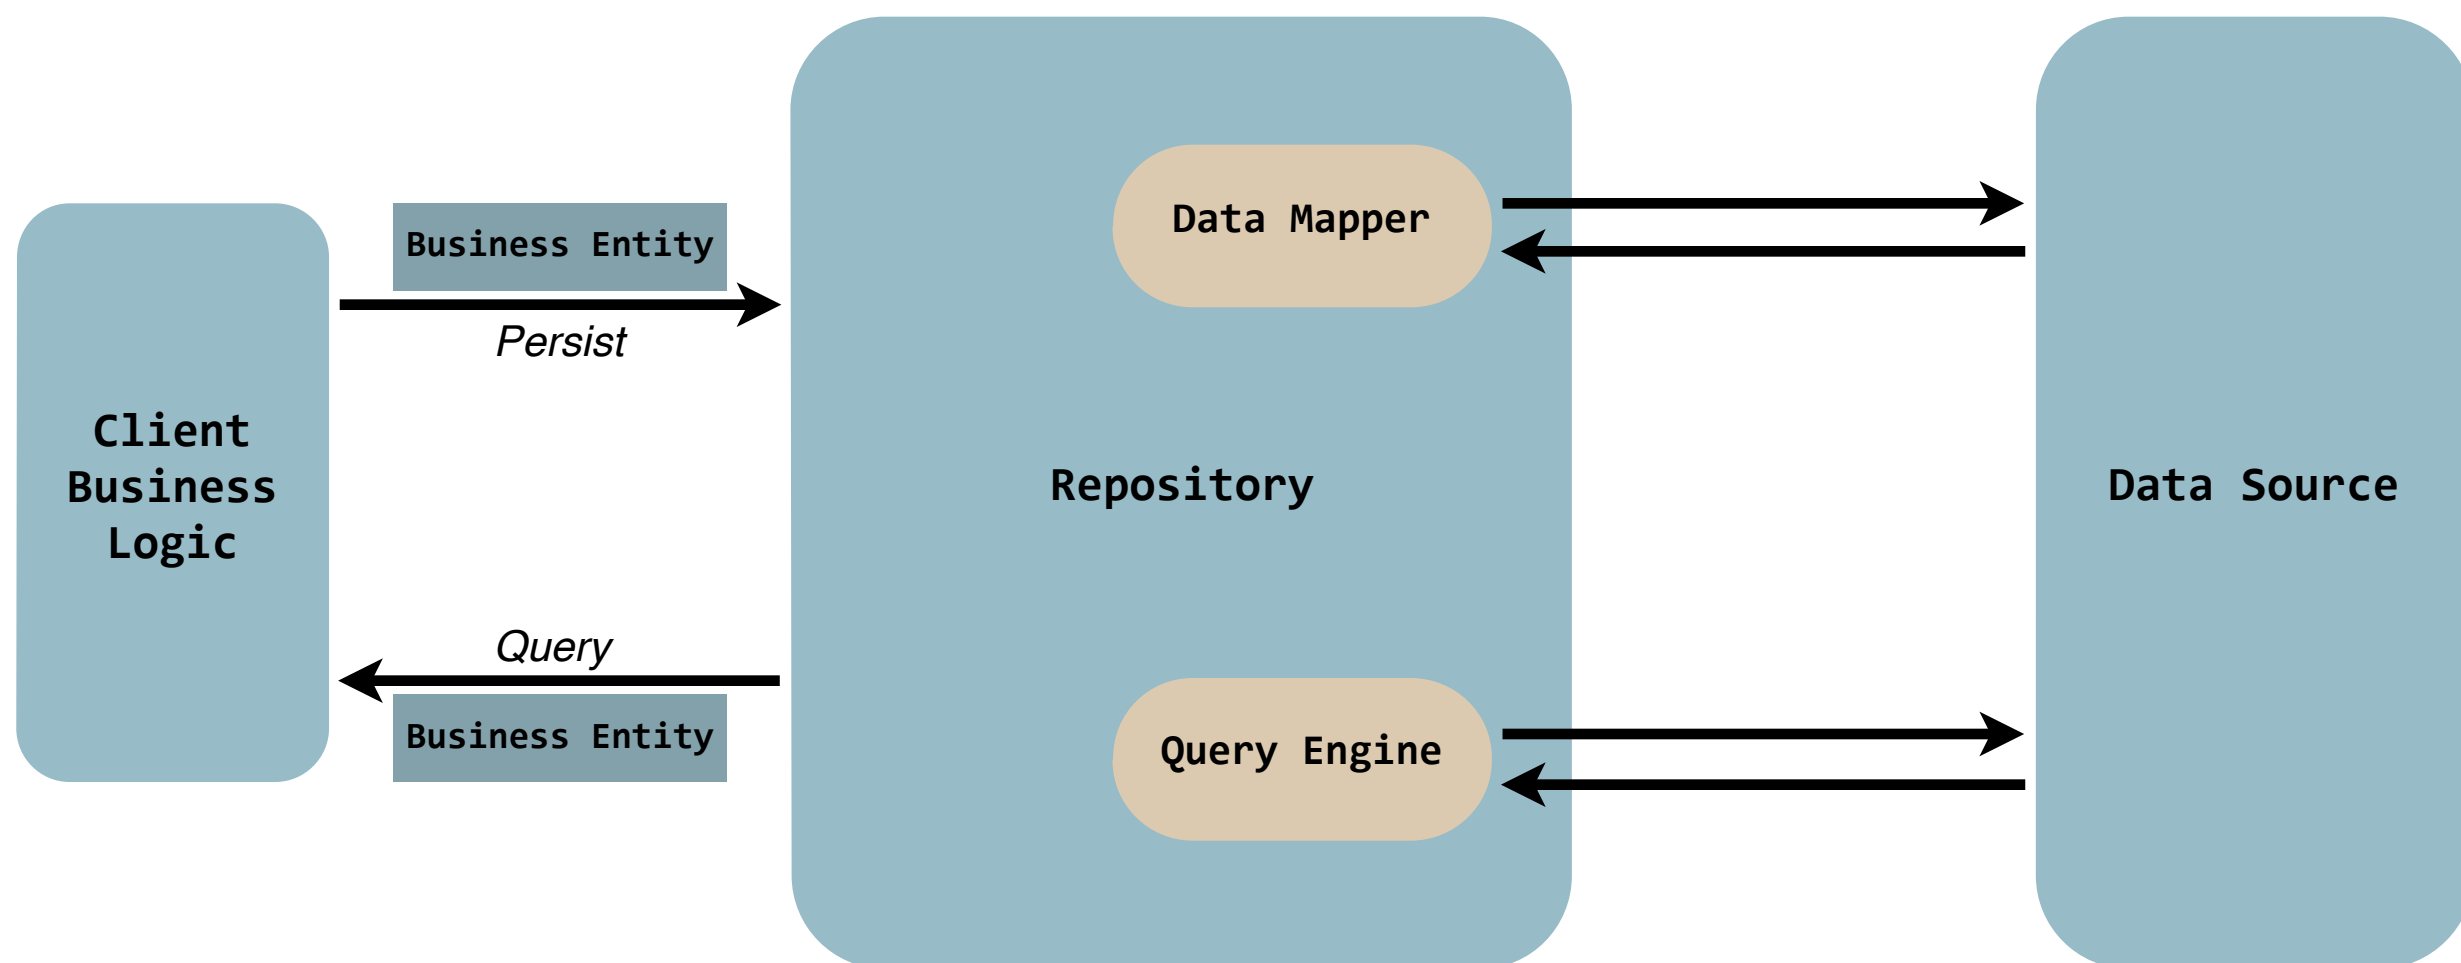 Data Mapper
Business Entity
Persist
Client
Business
Logic
Repository
Data Source
Query
Business Entity
Query Engine